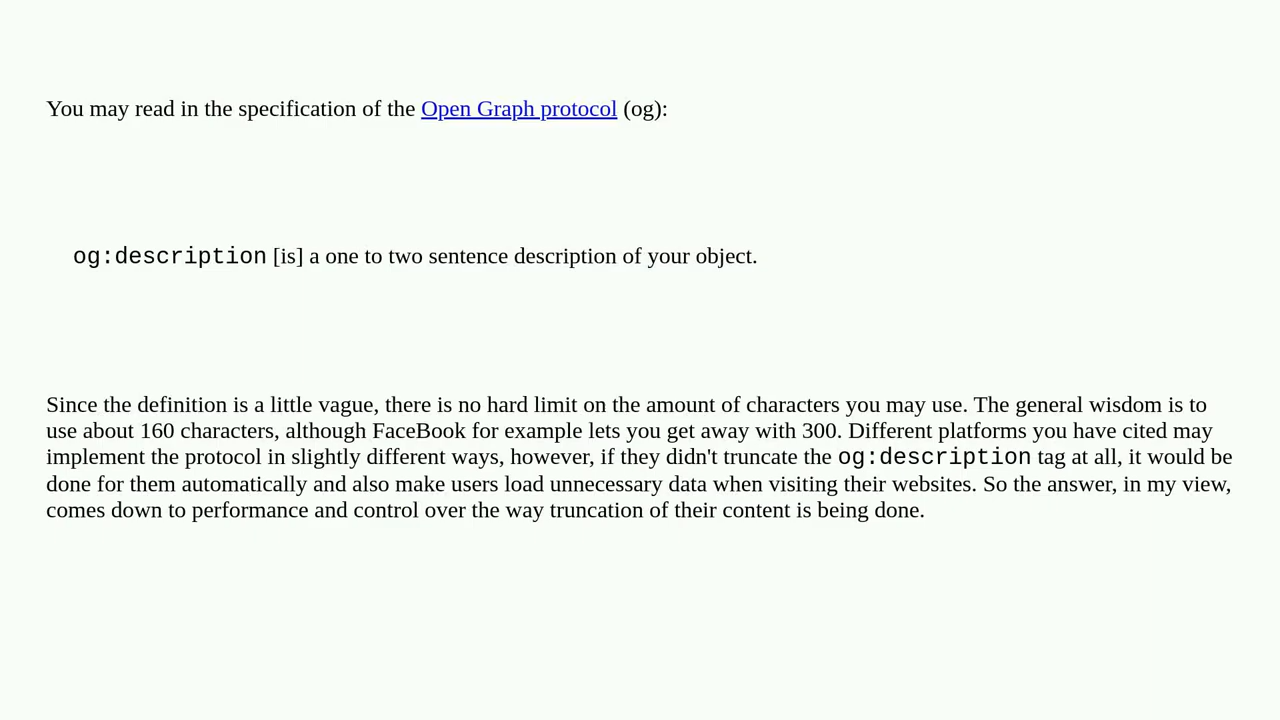 You may read in the specification of the Open Graph protocol (og):
og:description [is] a one to two sentence description of your object.
Since the definition is a little vague, there is no hard limit on the amount of characters you may use. The general wisdom is to
use about 160 characters, although FaceBook for example lets you get away with 300. Different platforms you have cited may
implement the protocol in slightly different ways, however, if they didn't truncate the og:description tag at all, it would be
done for them automatically and also make users load unnecessary data when visiting their websites. So the answer, in my view,
comes down to performance and control over the way truncation of their content is being done.